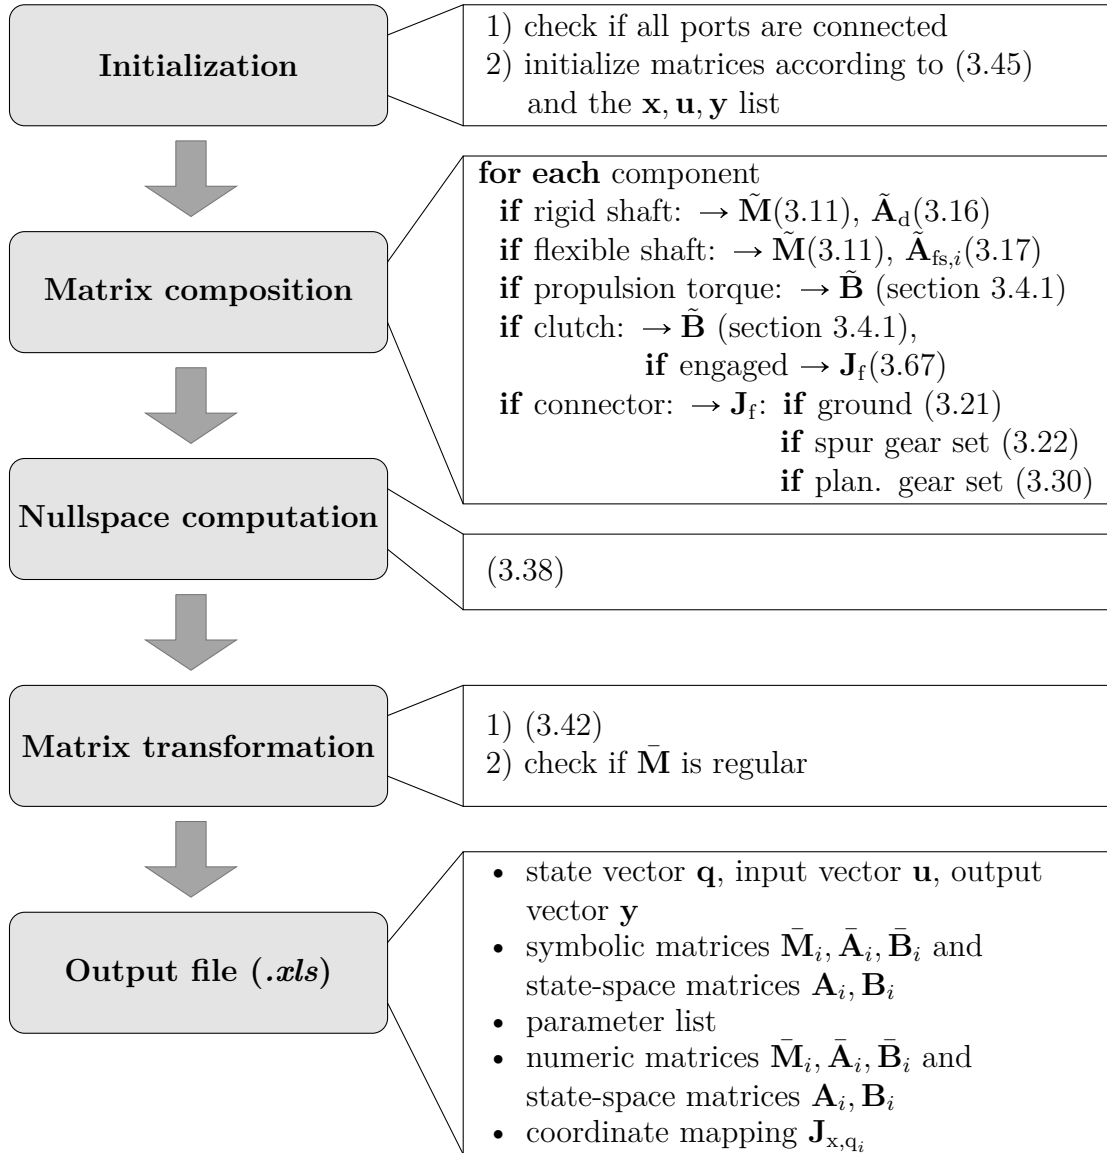 Initialization
1) check if all ports are connected
2) initialize matrices according to (3.45)
and the x, u, y list
Matrix composition
for each component
if rigid shaft: → M̃(3.11), Ã_d(3.16)
if flexible shaft: → M̃(3.11), Ã_fs,i(3.17)
if propulsion torque: → B̃ (section 3.4.1)
if clutch: → B̃ (section 3.4.1),
if engaged → J_f(3.67)
if connector: → J_f: if ground (3.21)
if spur gear set (3.22)
if plan. gear set (3.30)
Nullspace computation
(3.38)
Matrix transformation
1) (3.42)
2) check if M̄ is regular
Output file (.xls)
• state vector q, input vector u, output
vector y
• symbolic matrices M̄_i, Ā_i, B̄_i and
state-space matrices A_i, B_i
• parameter list
• numeric matrices M̄_i, Ā_i, B̄_i and
state-space matrices A_i, B_i
• coordinate mapping J_x,q_i